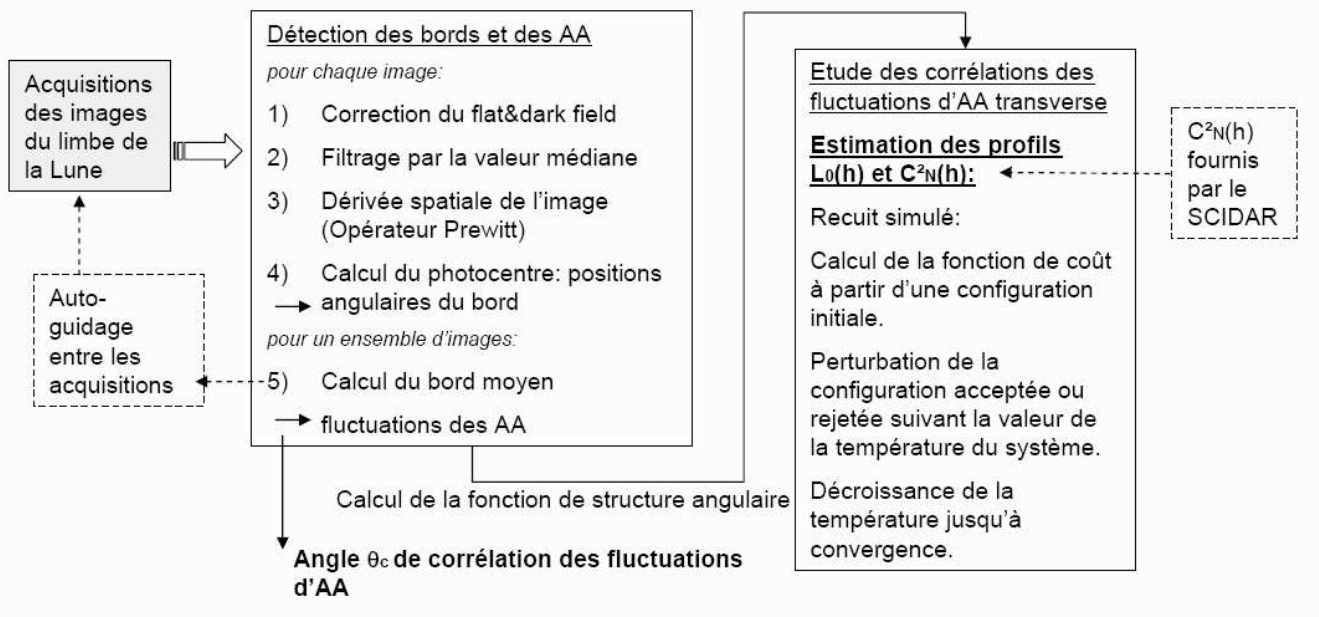 Acquisitions
des images
du limbe de
la Lune
Auto-
guidage
entre les
acquisitions
Détection des bords et des AA
pour chaque image:
1) Correction du flat&dark field
2) Filtrage par la valeur médiane
3) Dérivée spatiale de l'image
(Opérateur Prewitt)
4) Calcul du photocentre: positions
angulaires du bord
pour un ensemble d'images:
5) Calcul du bord moyen
fluctuations des AA
Calcul de la fonction de structure angulaire
Angle θc de corrélation des fluctuations
d'AA
Etude des corrélations des
fluctuations d'AA transverse
Estimation des profils
L0(h) et C²N(h):
Recuit simulé:
Calcul de la fonction de coût
à partir d'une configuration
initiale.
Perturbation de la
configuration acceptée ou
rejetée suivant la valeur de
la température du système.
Décroissance de la
température jusqu'à
convergence.
C²N(h)
fournis
par le
SCIDAR